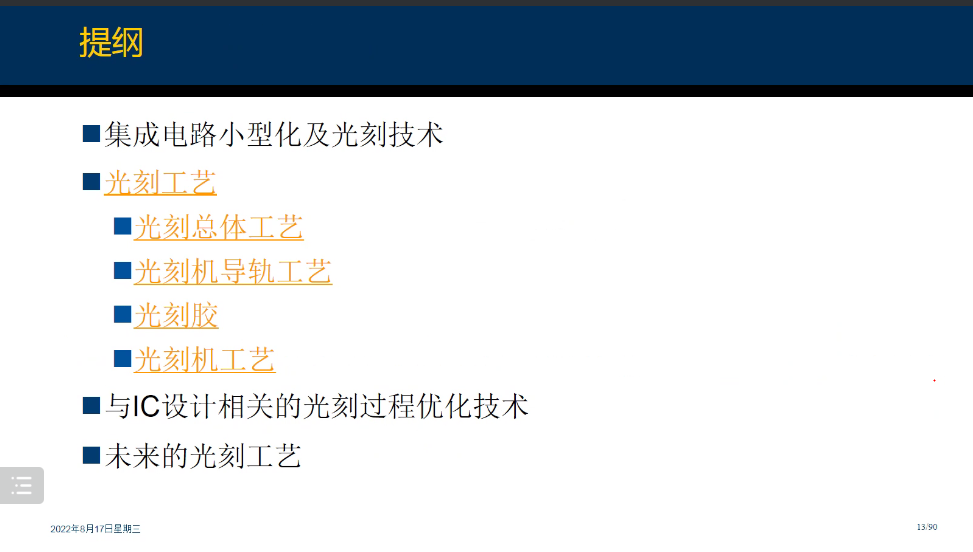 提纲
集成电路小型化及光刻技术
光刻工艺
光刻总体工艺
光刻机导轨工艺
光刻胶
光刻机工艺
与IC设计相关的光刻过程优化技术
未来的光刻工艺
2022年8月17日星期三
13/90